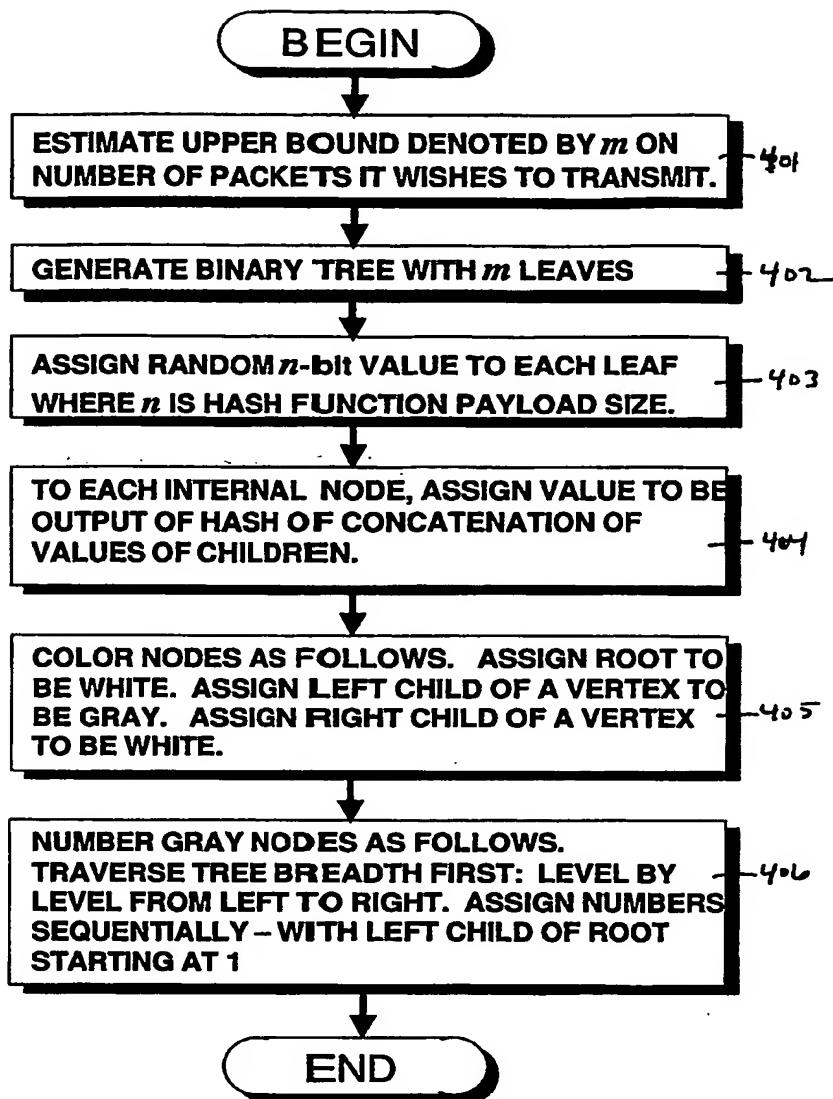 BEGIN
ESTIMATE UPPER BOUND DENOTED BY m ON
NUMBER OF PACKETS IT WISHES TO TRANSMIT.
401
GENERATE BINARY TREE WITH m LEAVES
402
ASSIGN RANDOM n-bit VALUE TO EACH LEAF
WHERE n IS HASH FUNCTION PAYLOAD SIZE.
403
TO EACH INTERNAL NODE, ASSIGN VALUE TO BE
OUTPUT OF HASH OF CONCATENATION OF
VALUES OF CHILDREN.
404
COLOR NODES AS FOLLOWS. ASSIGN ROOT TO
BE WHITE. ASSIGN LEFT CHILD OF A VERTEX TO
BE GRAY. ASSIGN RIGHT CHILD OF A VERTEX
TO BE WHITE.
405
NUMBER GRAY NODES AS FOLLOWS.
TRAVERSE TREE BREADTH FIRST: LEVEL BY
LEVEL FROM LEFT TO RIGHT. ASSIGN NUMBERS
SEQUENTIALLY – WITH LEFT CHILD OF ROOT
STARTING AT 1
406
END